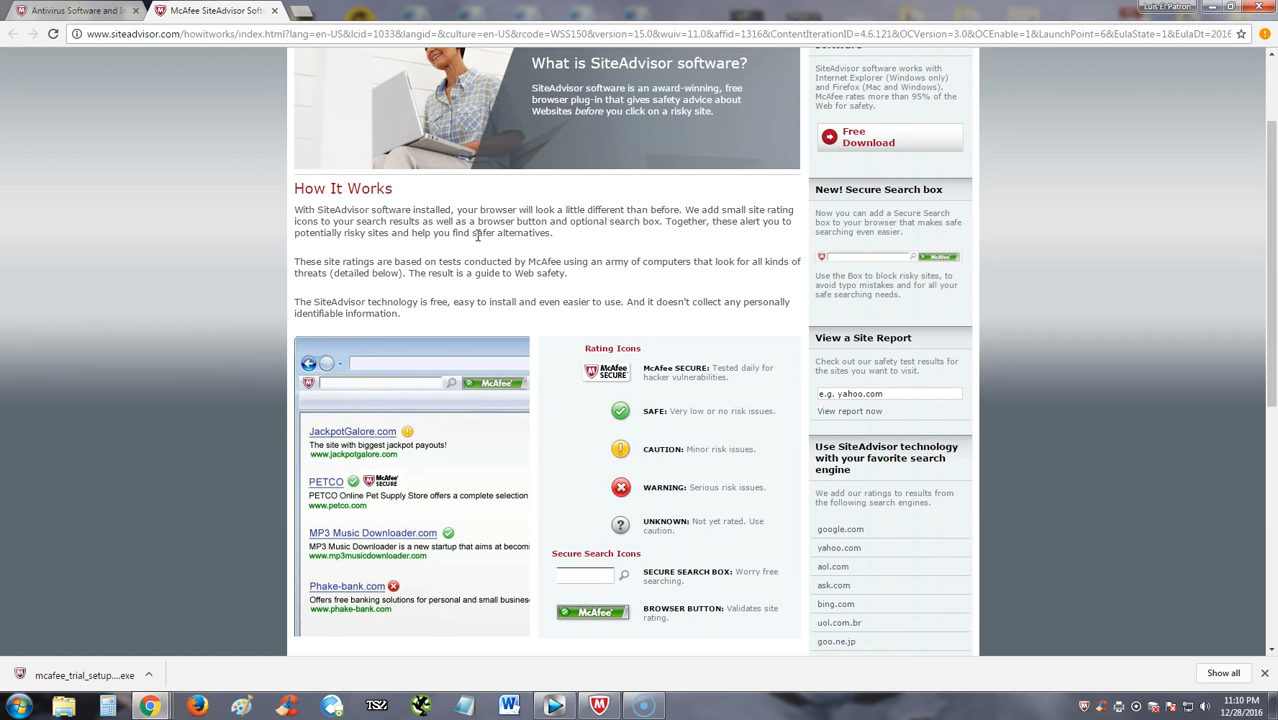 Antivirus Software and In
McAfee SiteAdvisor Softw
Luis El Patron
www.siteadvisor.com/howitworks/index.html?lang=en-US&lcid=1033&langid=&culture=en-US&rcode=WSS150&version=15.0&wuiv=11.0&affid=1316&ContentIterationID=4.6.121&OCVersion=3.0&OCEnable=1&LaunchPoint=6&EulaState=1&EulaDt=2016
What is SiteAdvisor software?
SiteAdvisor software is an award-winning, free
browser plug-in that gives safety advice about
Websites before you click on a risky site.
How It Works
With SiteAdvisor software installed, your browser will look a little different than before. We add small site rating
icons to your search results as well as a browser button and optional search box. Together, these alert you to
potentially risky sites and help you find safer alternatives.
These site ratings are based on tests conducted by McAfee using an army of computers that look for all kinds of
threats (detailed below). The result is a guide to Web safety.
The SiteAdvisor technology is free, easy to install and even easier to use. And it doesn't collect any personally
identifiable information.
McAfee
JackpotGalore.com
The site with biggest jackpot payouts!
www.jackpotgalore.com
PETCO McAfee SECURE
PETCO Online Pet Supply Store offers a complete selection
www.petco.com
MP3 Music Downloader.com
MP3 Music Downloader is a new startup that aims at becomi
www.mp3musicdownloader.com
Phake-bank.com
Offers free banking solutions for personal and small busines
www.phake-bank.com
Rating Icons
McAfee SECURE
McAfee SECURE: Tested daily for
hacker vulnerabilities.
SAFE: Very low or no risk issues.
CAUTION: Minor risk issues.
WARNING: Serious risk issues.
UNKNOWN: Not yet rated. Use
caution.
Secure Search Icons
SECURE SEARCH BOX: Worry free
searching.
McAfee
BROWSER BUTTON: Validates site
rating.
software
SiteAdvisor software works with
Internet Explorer (Windows only)
and Firefox (Mac and Windows).
McAfee rates more than 95% of the
Web for safety.
Free
Download
New! Secure Search box
Now you can add a Secure Search
box to your browser that makes safe
searching even easier.
McAfee
Use the Box to block risky sites, to
avoid typo mistakes and for all your
safe searching needs.
View a Site Report
Check out our safety test results for
the sites you want to visit.
e.g. yahoo.com
View report now
Use SiteAdvisor technology
with your favorite search
engine
We add our ratings to results from
the following search engines.
google.com
yahoo.com
aol.com
ask.com
bing.com
uol.com.br
goo.ne.jp
mcafee_trial_setup....exe
Show all
TSZ
W
11:10 PM
12/28/2016